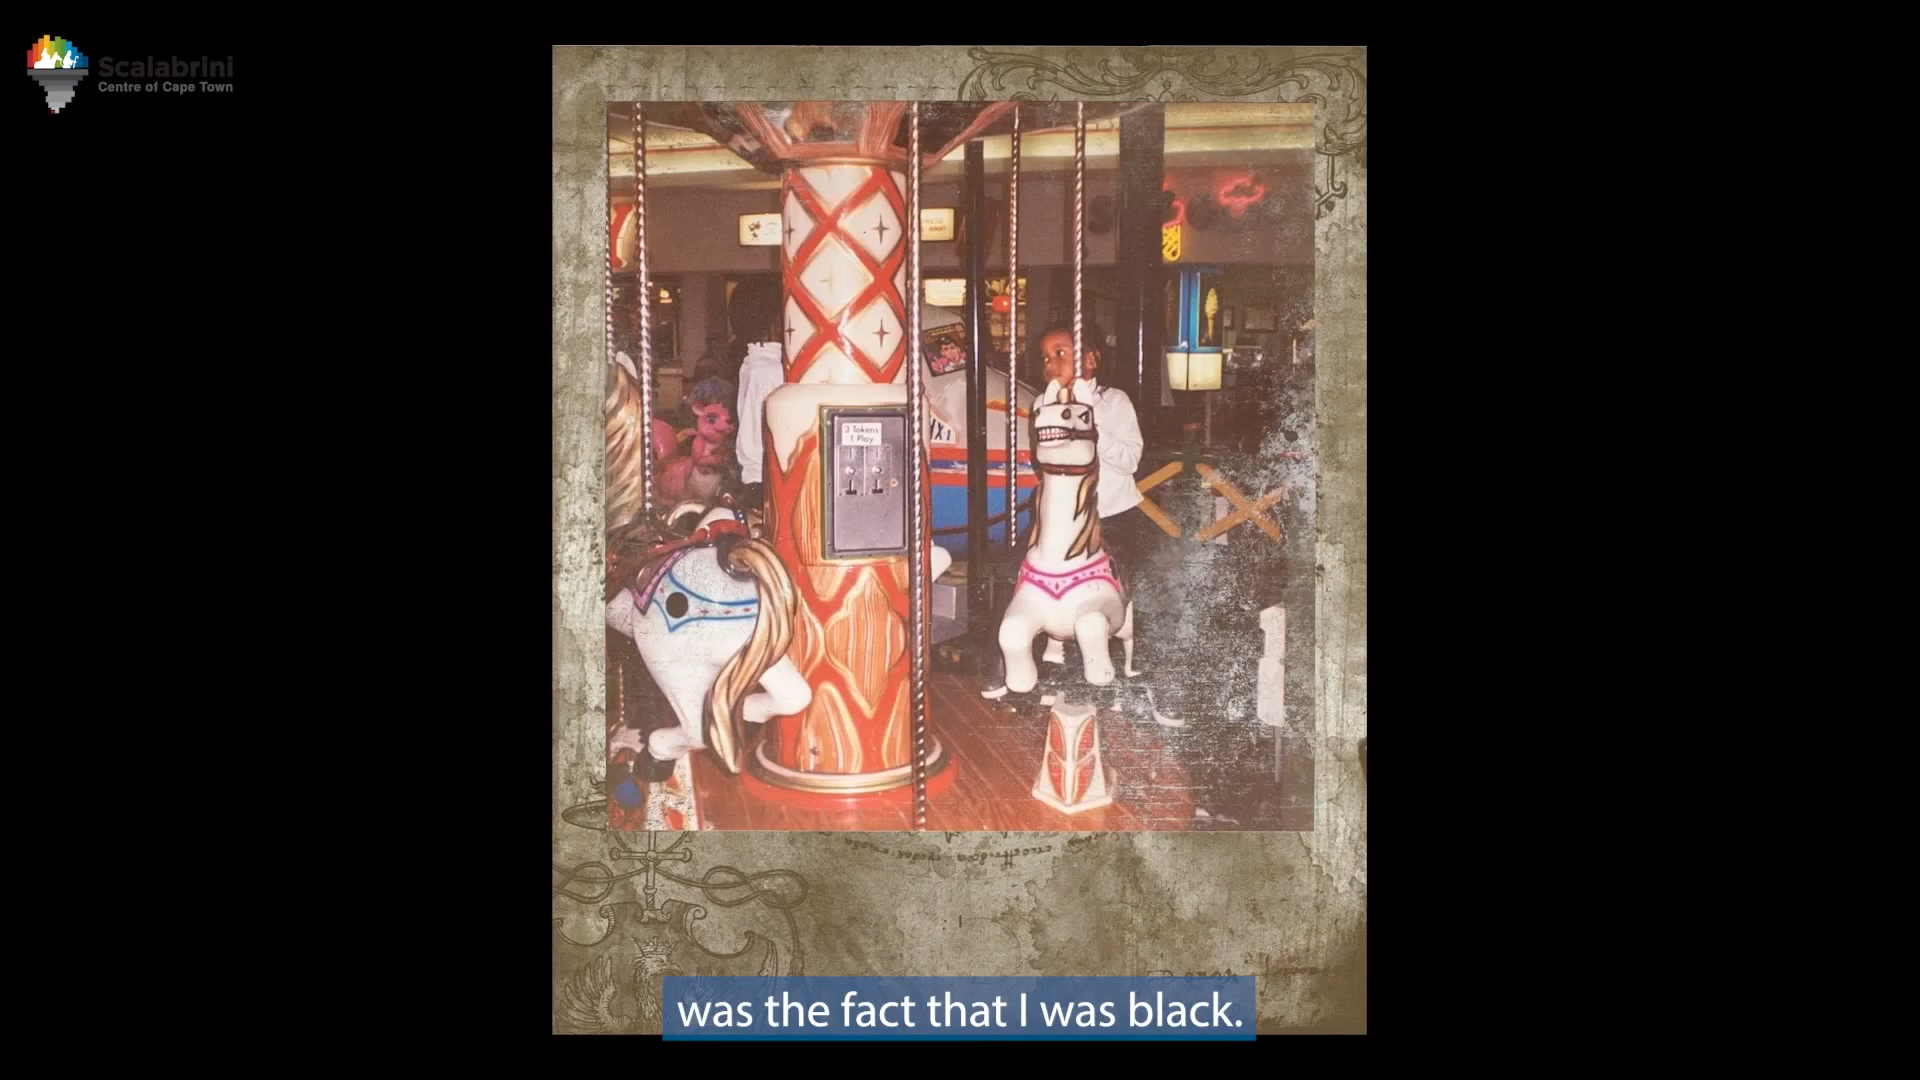 Scalabrini
Centre of Cape Town
3 Tokens
1 Play
was the fact that I was black.